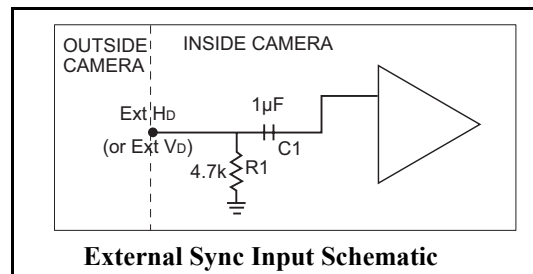 OUTSIDE
CAMERA
INSIDE CAMERA
Ext HD
(or Ext VD)
1µF
C1
4.7k
R1
External Sync Input Schematic